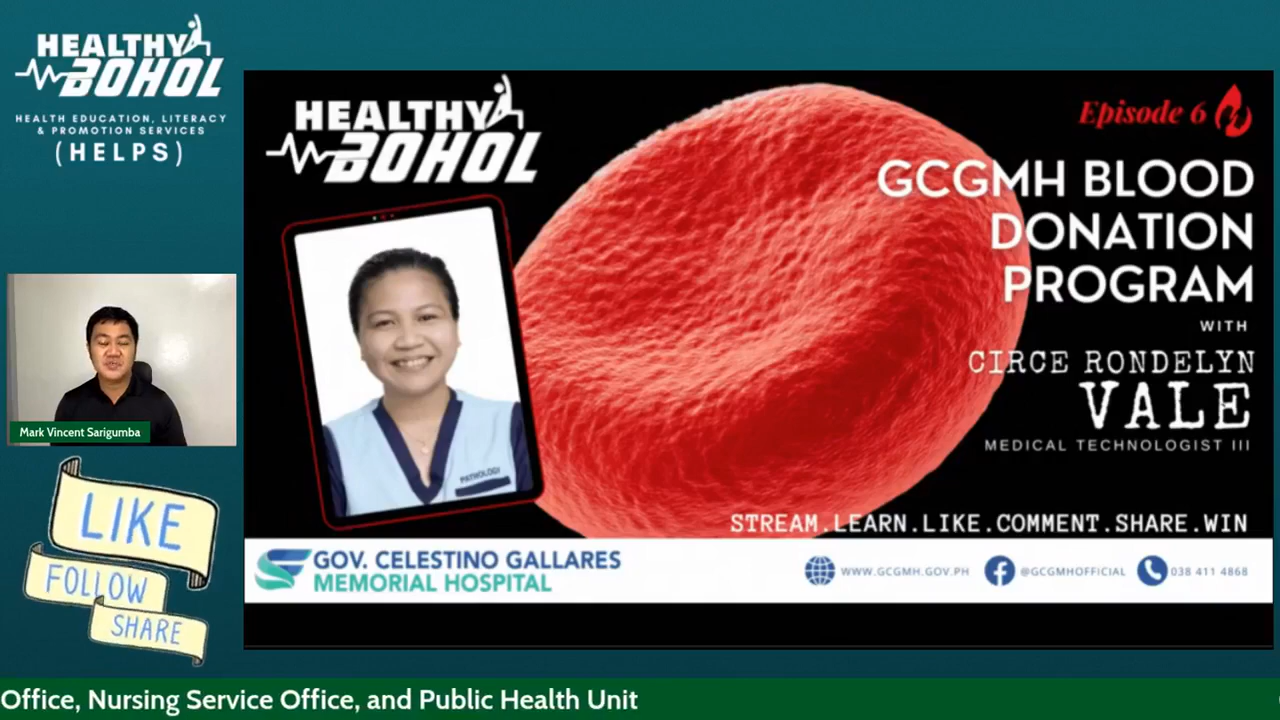 HEALTHY
BOHOL
HEALTH EDUCATION, LITERACY
& PROMOTION SERVICES
(HELPS)
Mark Vincent Sarigumba
LIKE
FOLLOW
SHARE
HEALTHY
BOHOL
PATHOLOGY
Episode 6
GCGMH BLOOD
DONATION
PROGRAM
WITH
CIRCE RONDELYN
VALE
MEDICAL TECHNOLOGIST III
STREAM.LEARN.LIKE.COMMENT.SHARE.WIN
GOV. CELESTINO GALLARES
MEMORIAL HOSPITAL
WWW.GCGMH.GOV.PH
@GCGMHOFFICIAL
038 411 4868
Office, Nursing Service Office, and Public Health Unit